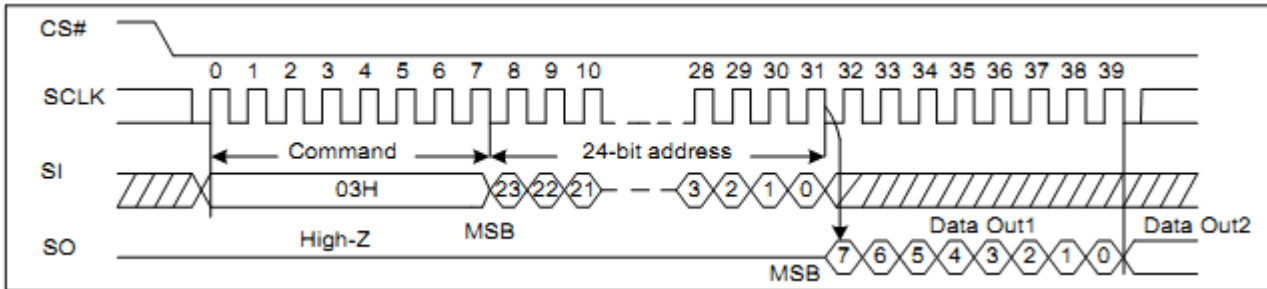 CS#
0 1 2 3 4 5 6 7 8 9 10 28 29 30 31 32 33 34 35 36 37 38 39
SCLK
Command 24-bit address
SI
03H 23 22 21 3 2 1 0
High-Z MSB Data Out1 Data Out2
SO
MSB 7 6 5 4 3 2 1 0